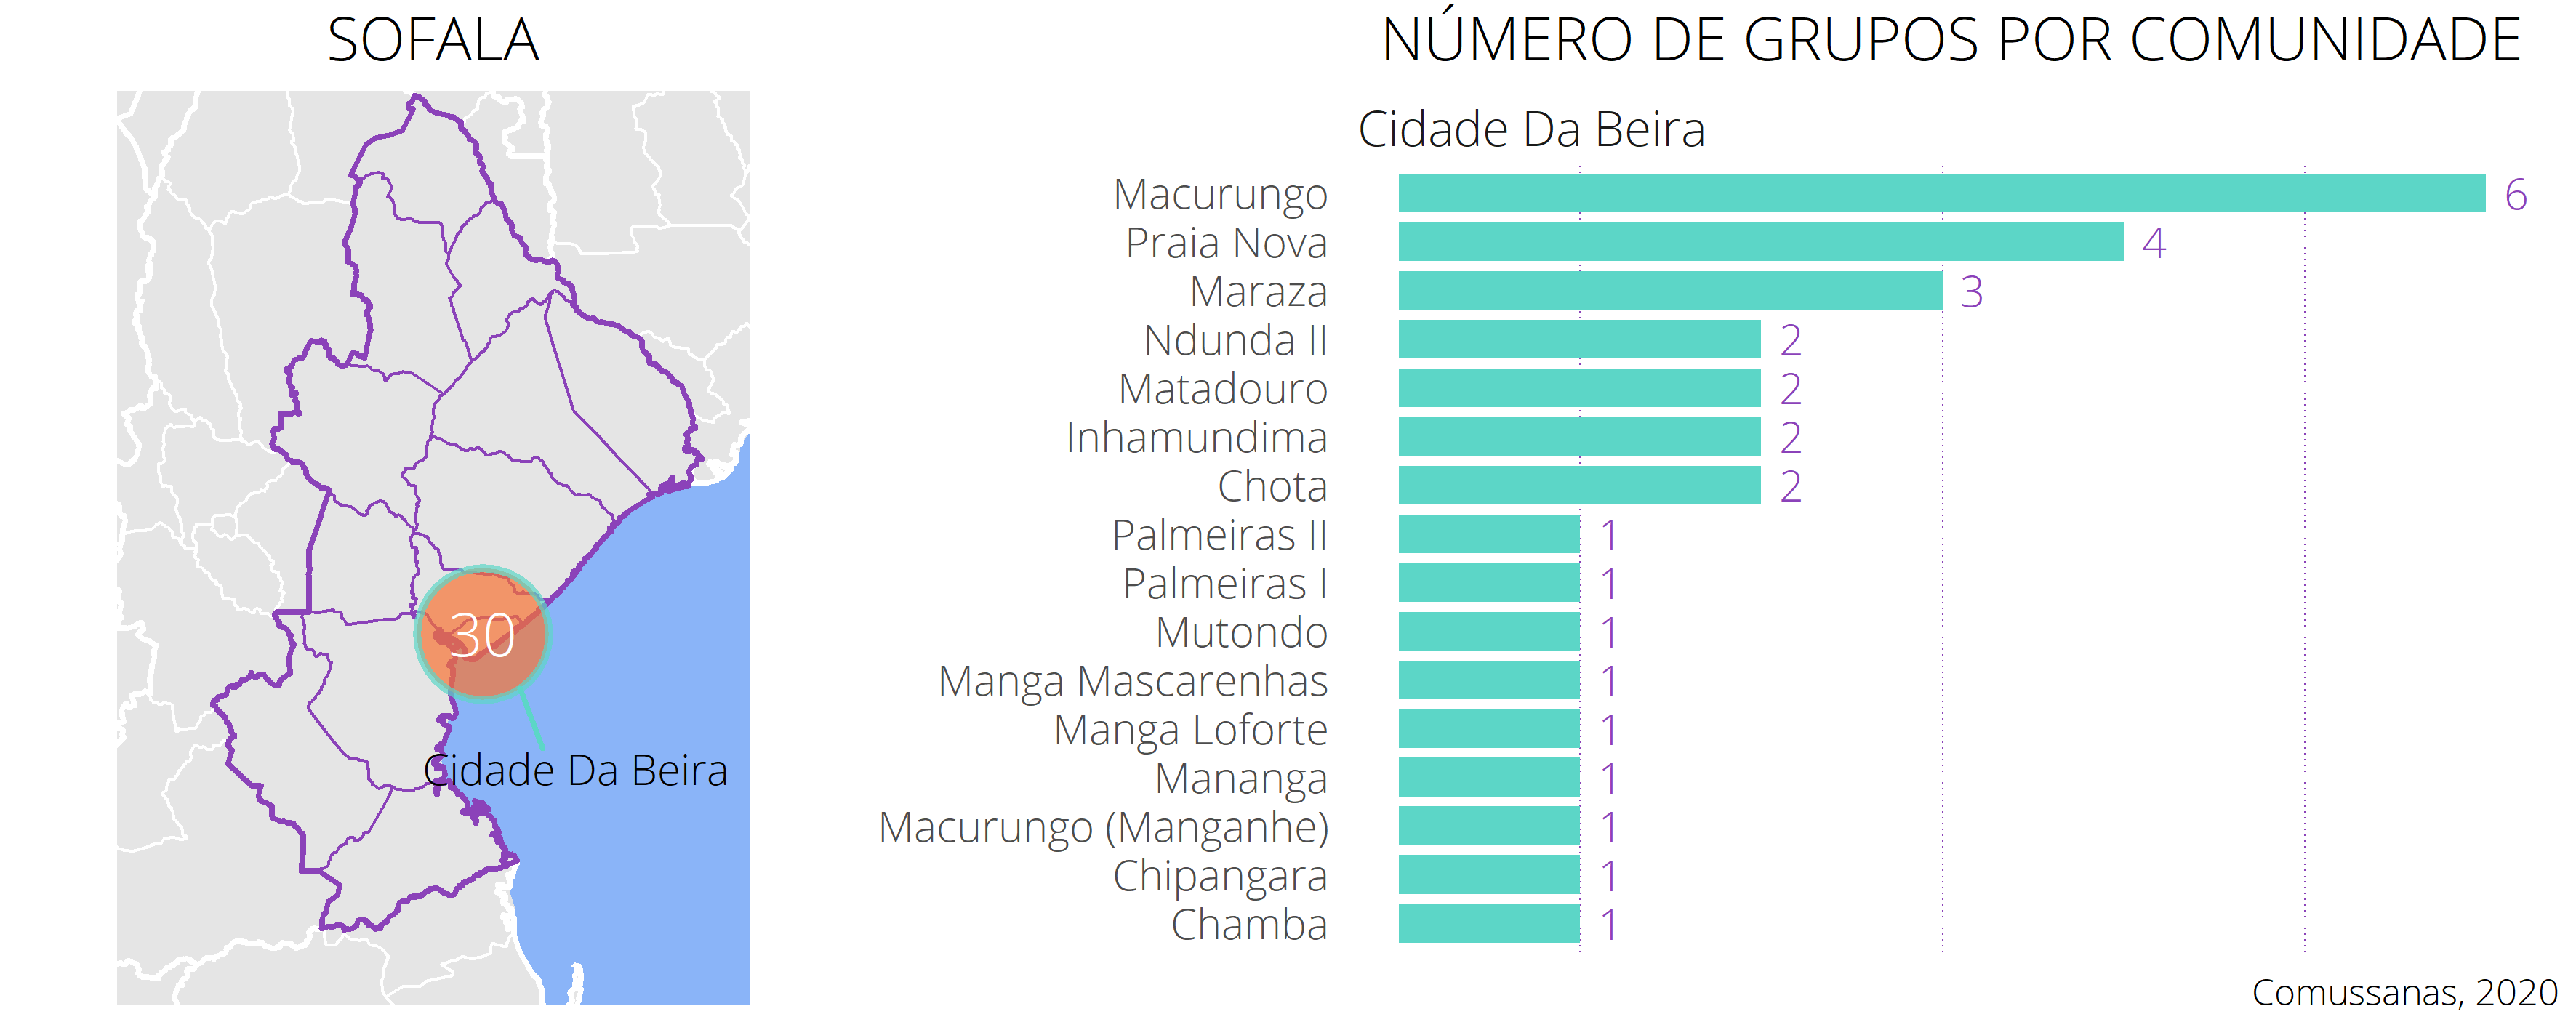 SOFALA
30
Cidade Da Beira
NÚMERO DE GRUPOS POR COMUNIDADE
Cidade Da Beira
Macurungo 6
Praia Nova 4
Maraza 3
Ndunda II 2
Matadouro 2
Inhamundima 2
Chota 2
Palmeiras II 1
Palmeiras I 1
Mutondo 1
Manga Mascarenhas 1
Manga Loforte 1
Mananga 1
Macurungo (Manganhe) 1
Chipangara 1
Chamba 1
Comussanas, 2020